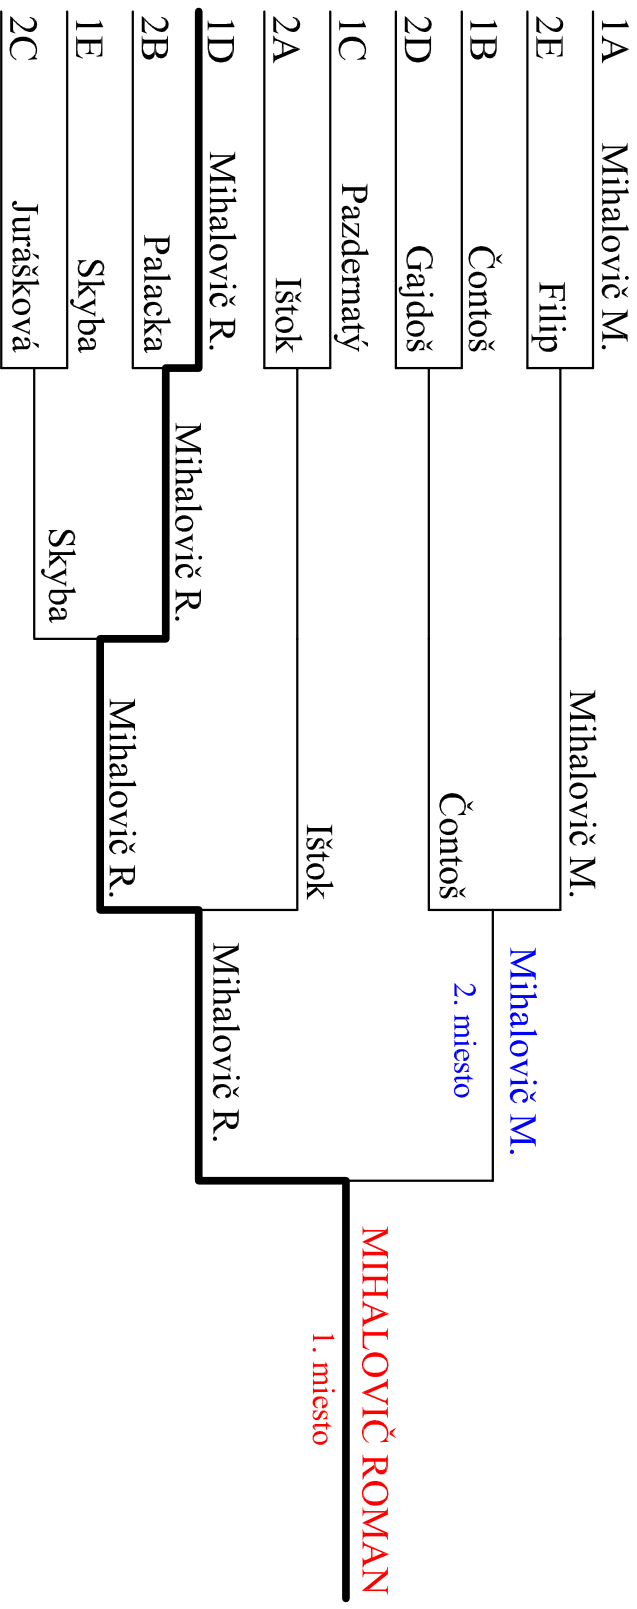 1A Mihalovič M.
2E Filip
1B Čontoš
2D Gajdoš
1C Pazdernatý
2A Ištok
1D Mihalovič R.
2B Palacka
1E Skyba
2C Jurášková
Mihalovič R.
Skyba
Mihalovič M.
Čontoš
Ištok
Mihalovič R.
Mihalovič M.
2. miesto
Mihalovič R.
MIHALOVIČ ROMAN
1. miesto